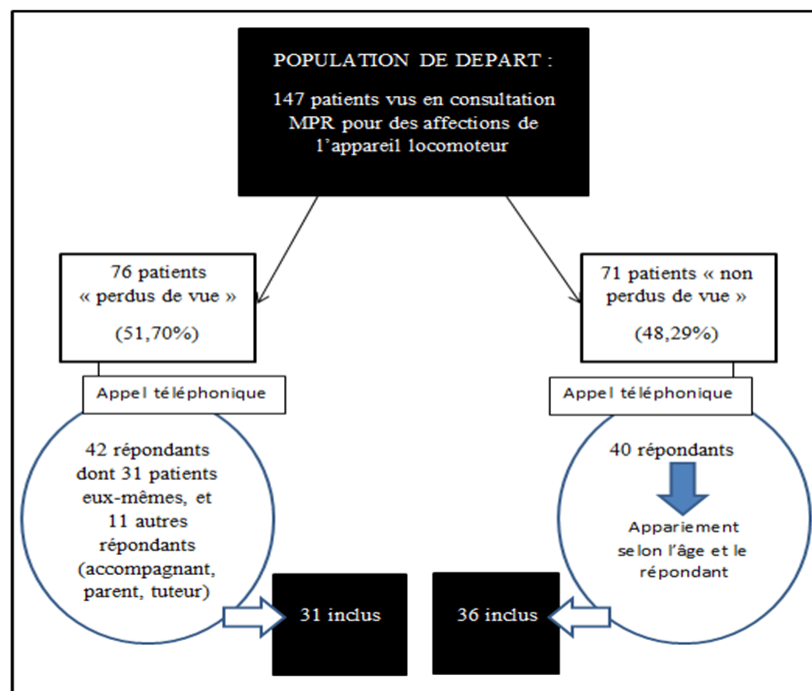 POPULATION DE DEPART :
147 patients vus en consultation
MPR pour des affections de
l'appareil locomoteur
76 patients
« perdus de vue »
(51,70%)
71 patients « non
perdus de vue »
(48,29%)
Appel téléphonique
Appel téléphonique
42 répondants
dont 31 patients
eux-mêmes, et
11 autres
répondants
(accompagnant,
parent, tuteur)
40 répondants
Appariement
selon l'âge et le
répondant
31 inclus
36 inclus